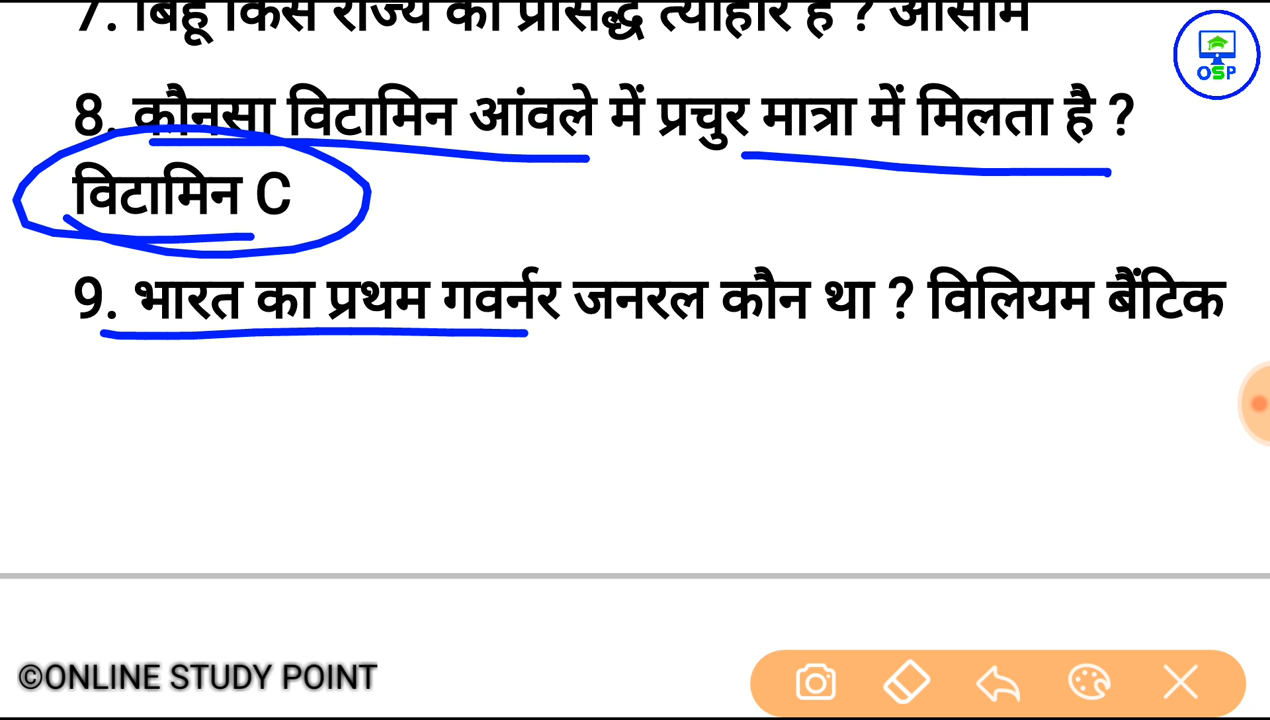 7. बिहू किस राज्य का प्रसिद्ध त्यौहार है ? आसाम
OSP
8. कौनसा विटामिन आंवले में प्रचुर मात्रा में मिलता है ?
विटामिन C
9. भारत का प्रथम गवर्नर जनरल कौन था ? विलियम बैंटिक
©ONLINE STUDY POINT